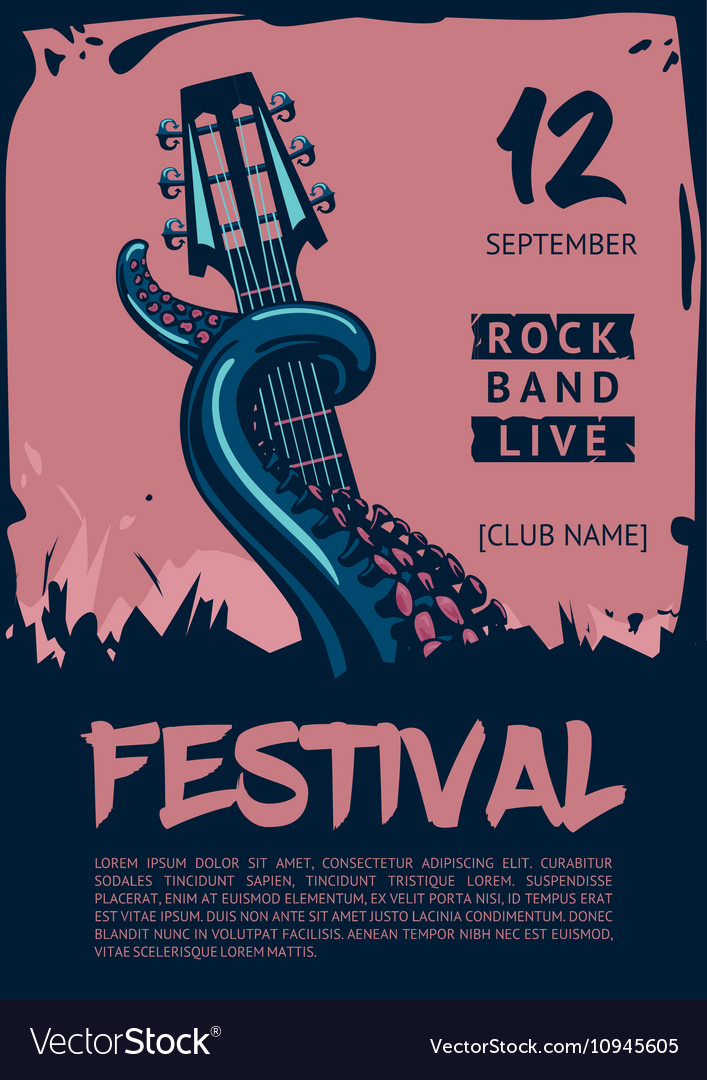 12
SEPTEMBER
ROCK
BAND
LIVE
[CLUB NAME]
FESTIVAL
LOREM IPSUM DOLOR SIT AMET, CONSECTETUR ADIPISCING ELIT. CURABITUR
SODALES TINCIDUNT SAPIEN, TINCIDUNT TRISTIQUE LOREM. SUSPENDISSE
PLACERAT, ENIM AT EUISMOD ELEMENTUM, EX VELIT PORTA NISI, ID TEMPUS ERAT
EST VITAE IPSUM. DUIS NON ANTE SIT AMET JUSTO LACINIA CONDIMENTUM. DONEC
BLANDIT NUNC IN VOLUTPAT FACILISIS. AENEAN TEMPOR NIBH NEC EST EUISMOD,
VITAE SCELERISQUE LOREM MATTIS.
VectorStock®
VectorStock.com/10945605